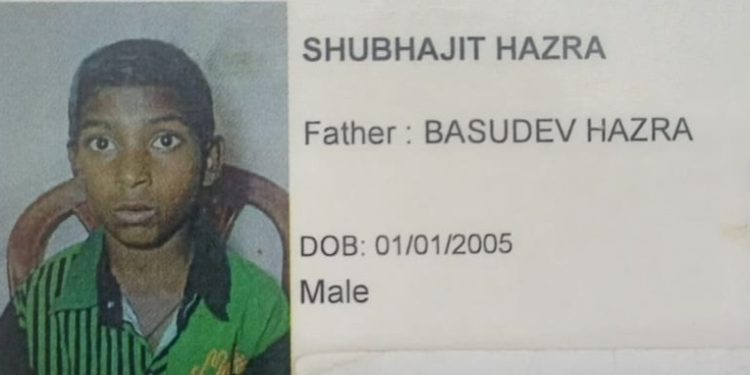 SHUBHAJIT HAZRA
Father : BASUDEV HAZRA
DOB: 01/01/2005
Male